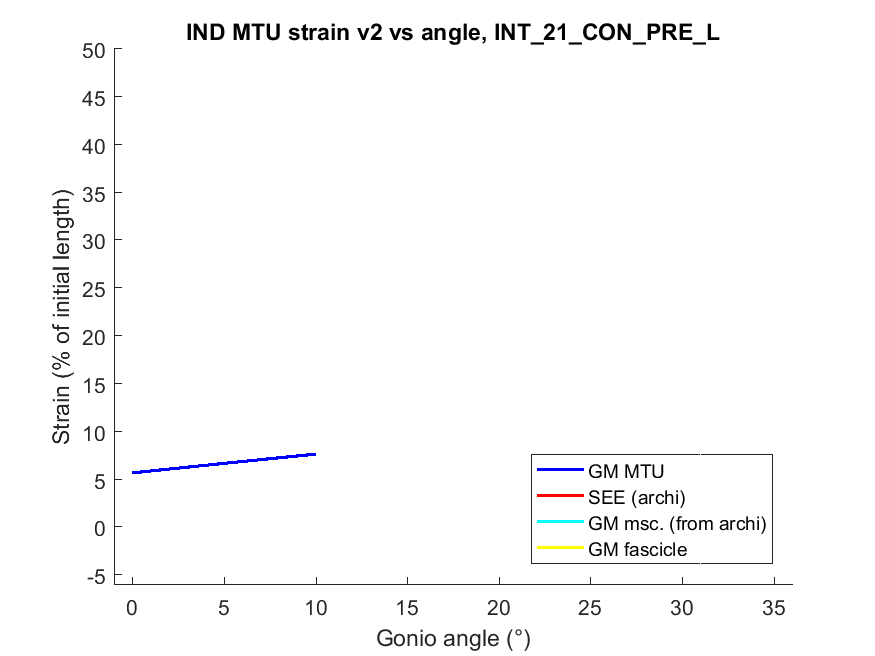 IND MTU strain v2 vs angle, INT_21_CON_PRE_L
50
45
40
35
30
25
20
15
10
5
0
-5
Strain (% of initial length)
0 5 10 15 20 25 30 35
Gonio angle (°)
GM MTU
SEE (archi)
GM msc. (from archi)
GM fascicle